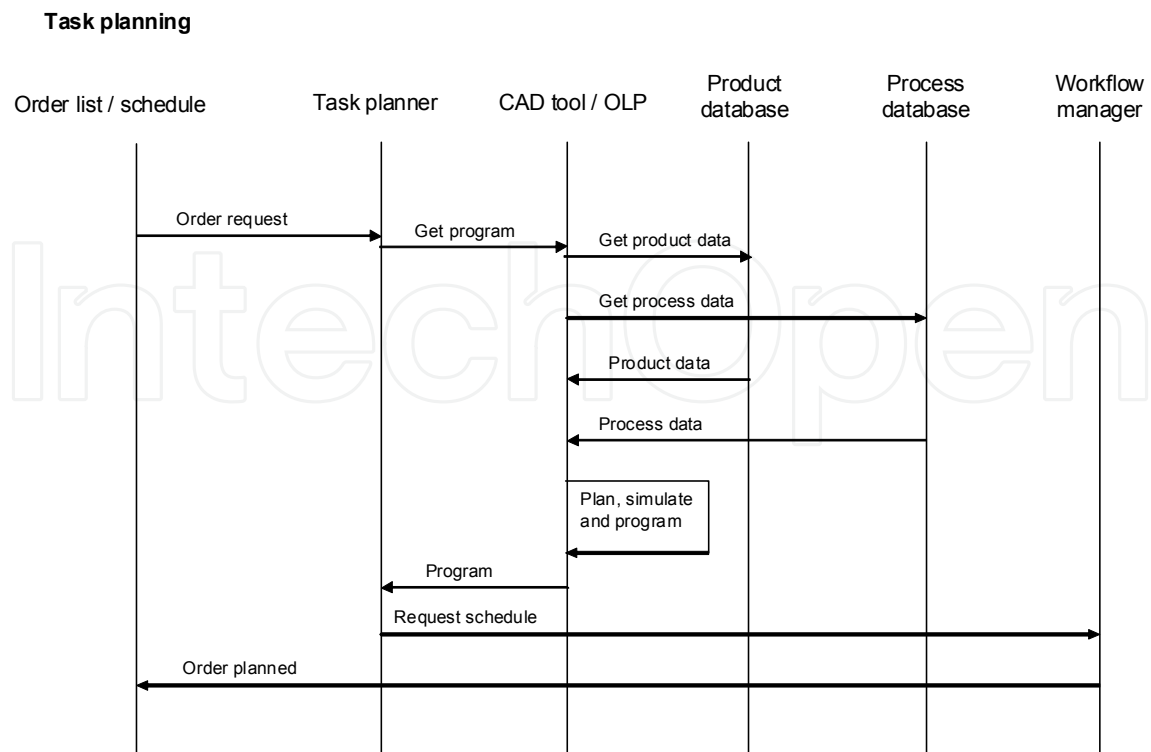 Task planning
Order list / schedule
Task planner
CAD tool / OLP
Product
database
Process
database
Workflow
manager
Order request
Get program
Get product data
Get process data
Product data
Process data
Plan, simulate
and program
Program
Request schedule
Order planned
IntechOpen